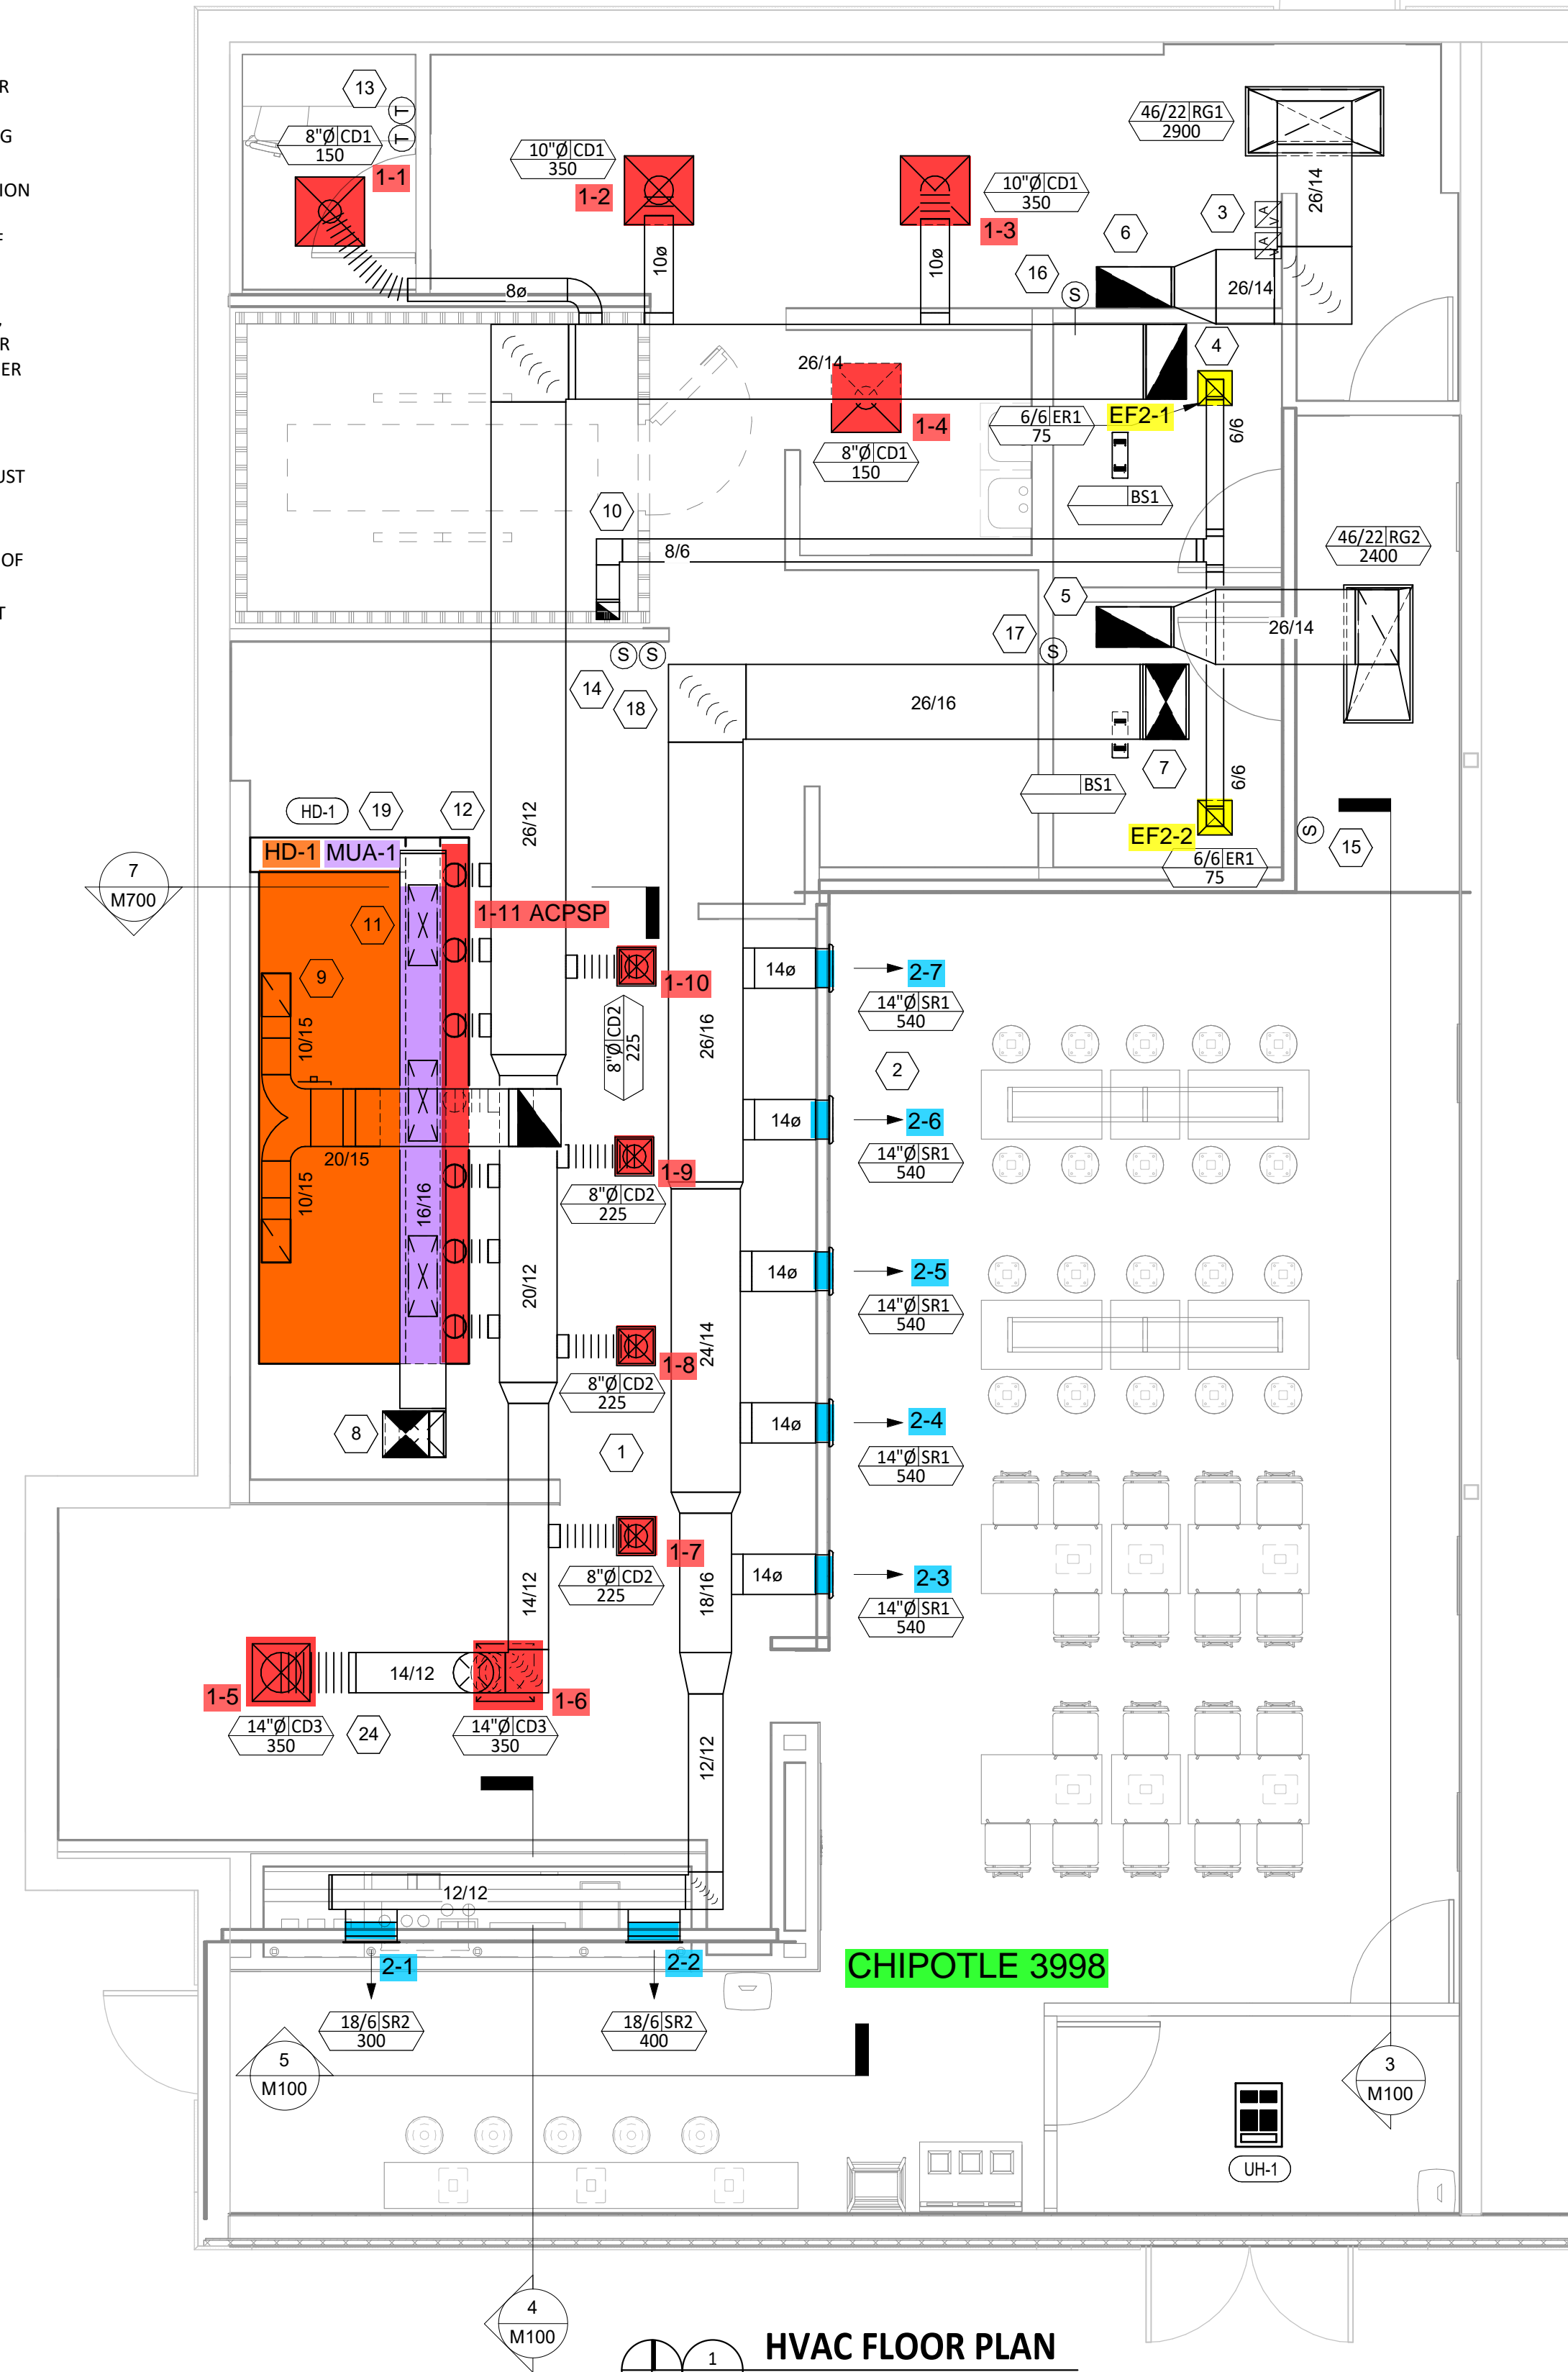 R
G
ION
F
,
R
ER
UST
OF
T
13
T
T
8"Ø CD1
150
1-1
10"Ø CD1
350
1-2
10"Ø CD1
350
1-3
46/22 RG1
2900
26/14
3
A
V
A
V
6
16
S
26/14
10ø
10ø
8ø
4
26/14
1-4
8"Ø CD1
150
6/6 ER1
75
EF2-1
6/6
BS1
10
8/6
46/22 RG2
2400
5
17
S
26/14
S S
14
18
26/16
7
BS1
6/6
EF2-2
6/6 ER1
75
S
15
HD-1
19
12
26/12
HD-1 MUA-1
7
M700
11
1-11 ACPSP
9
10/15
1-10
8"Ø CD2
225
26/16
14ø
2-7
14"Ø SR1
540
2
14ø
2-6
14"Ø SR1
540
20/15
10/15
16/16
1-9
8"Ø CD2
225
20/12
14ø
2-5
14"Ø SR1
540
1-8
8"Ø CD2
225
24/14
8
1
14ø
2-4
14"Ø SR1
540
1-7
8"Ø CD2
225
14/12
18/16
14ø
2-3
14"Ø SR1
540
1-5
14/12
1-6
14"Ø CD3
350
24
14"Ø CD3
350
12/12
12/12
2-1
2-2
CHIPOTLE 3998
18/6 SR2
300
18/6 SR2
400
5
M100
3
M100
UH-1
4
M100
1
HVAC FLOOR PLAN